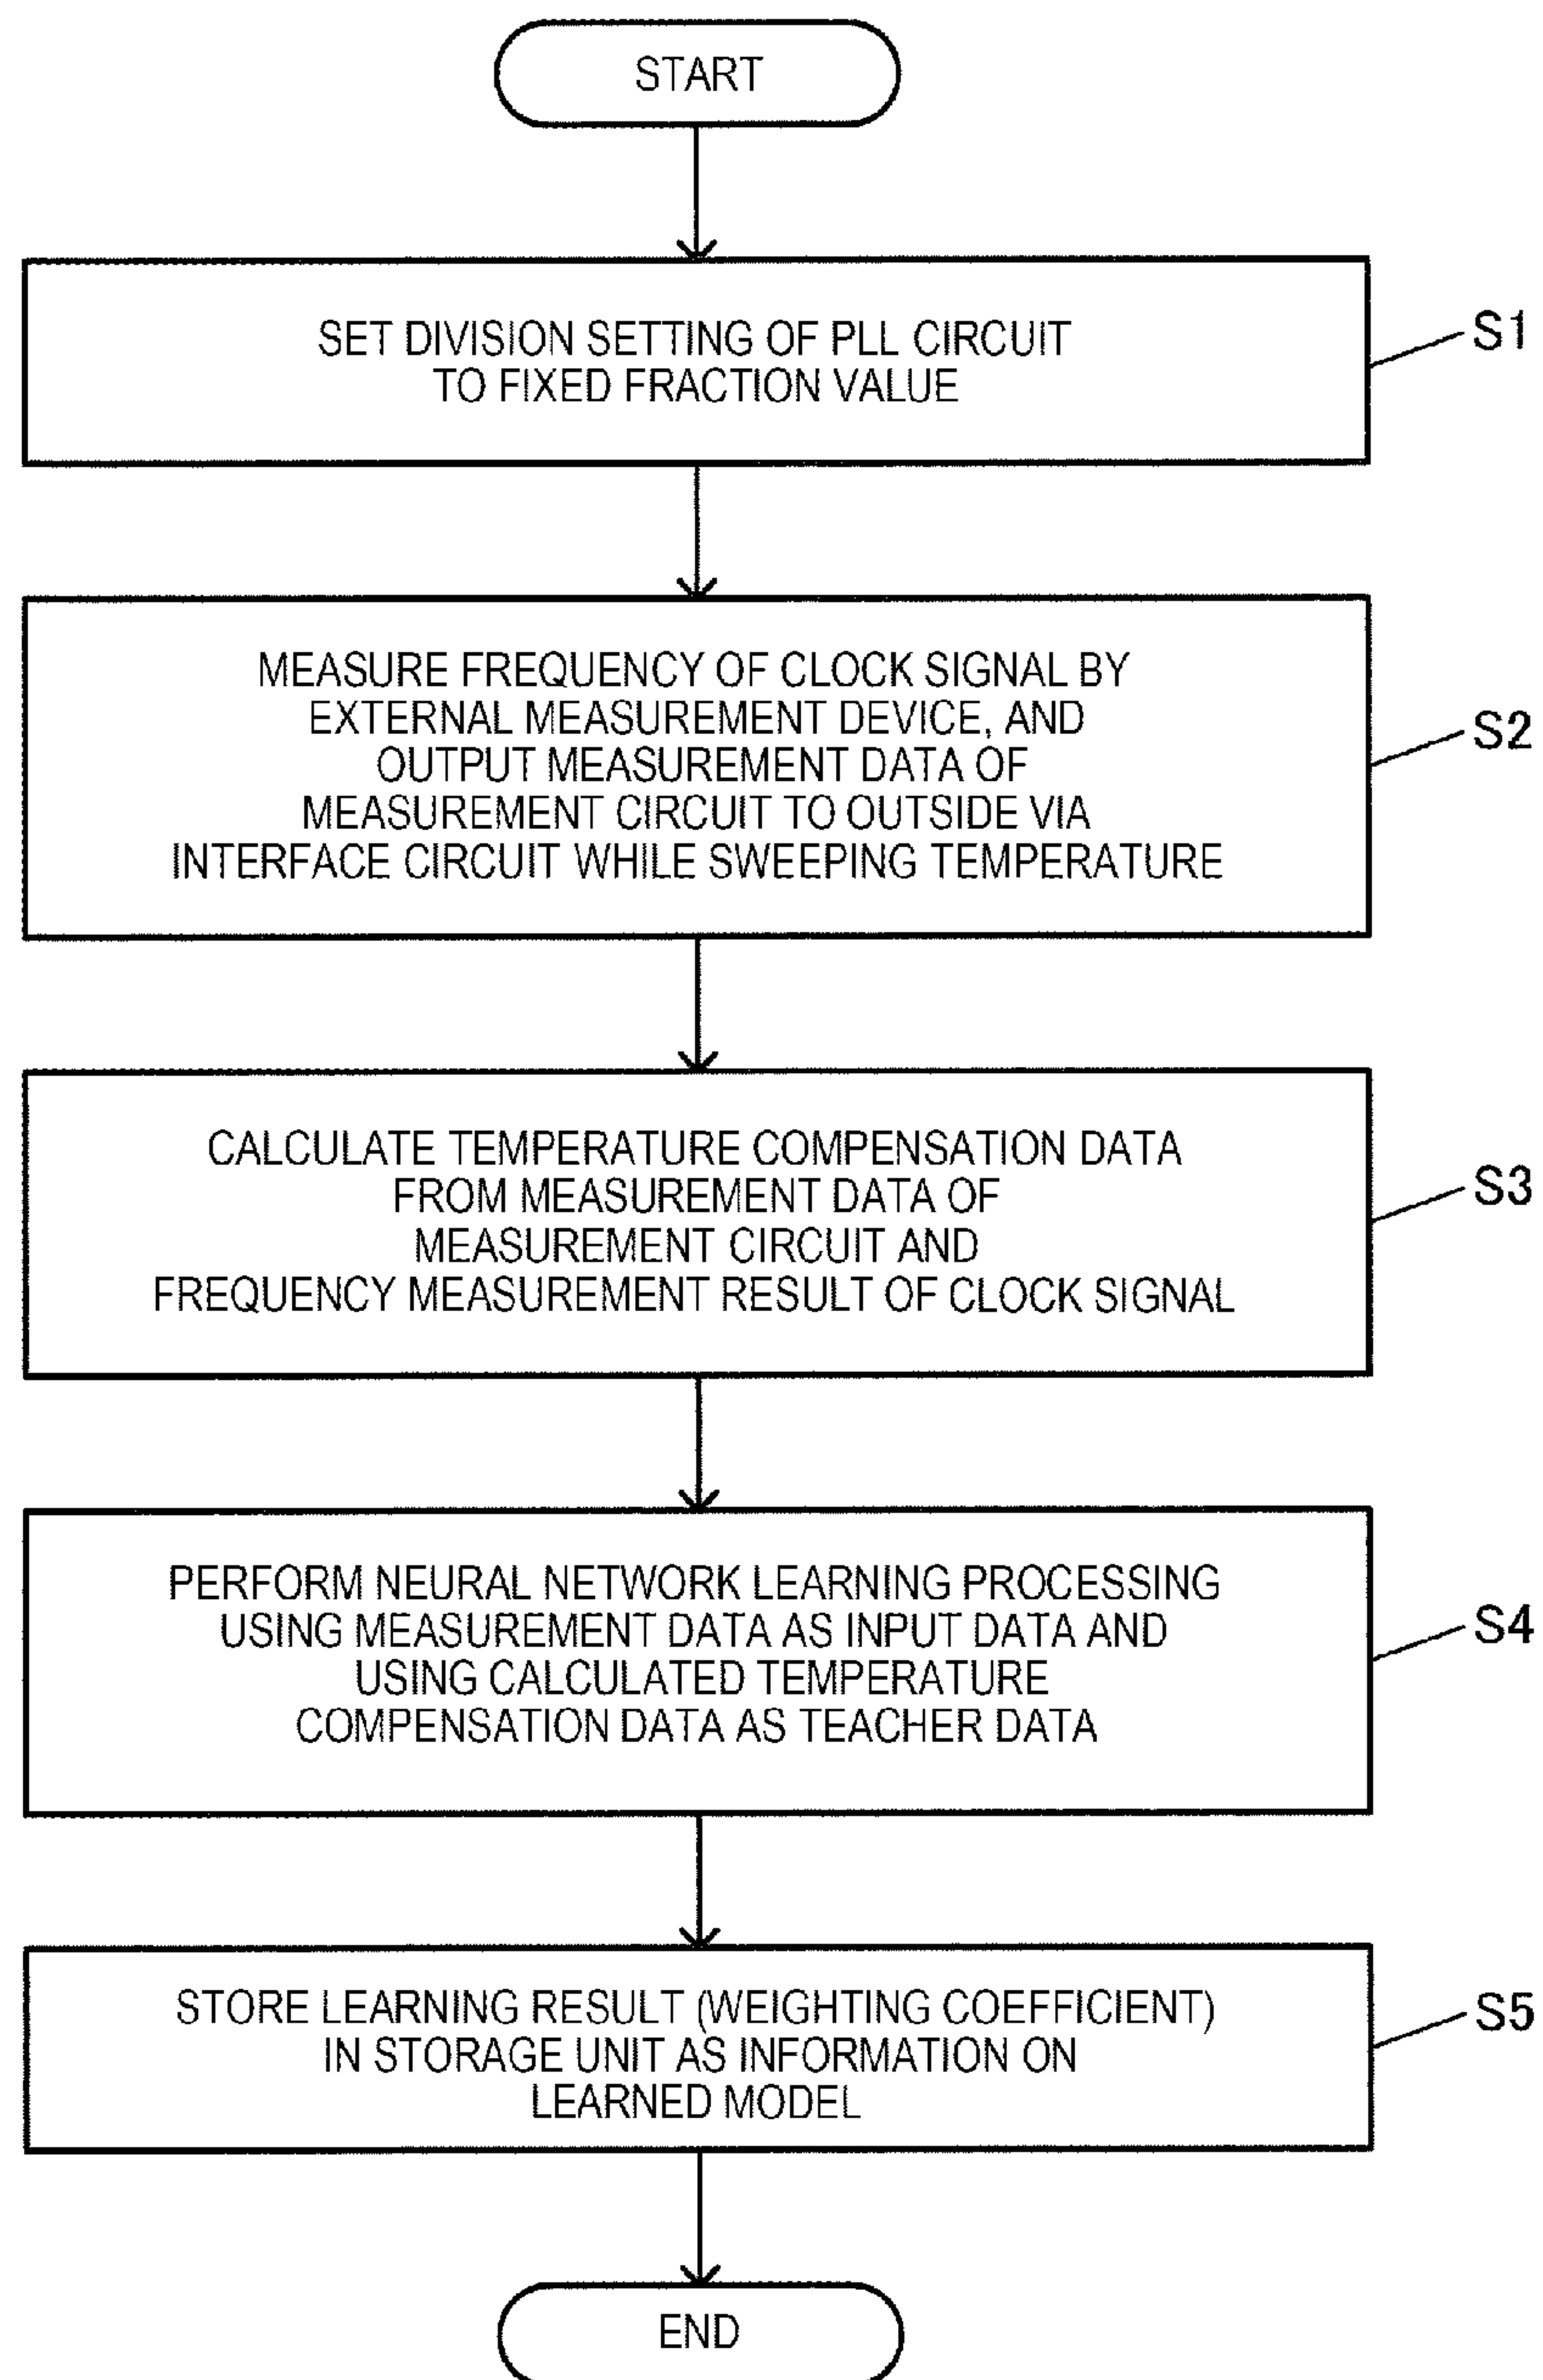 START
SET DIVISION SETTING OF PLL CIRCUIT
TO FIXED FRACTION VALUE
S1
MEASURE FREQUENCY OF CLOCK SIGNAL BY
EXTERNAL MEASUREMENT DEVICE, AND
OUTPUT MEASUREMENT DATA OF
MEASUREMENT CIRCUIT TO OUTSIDE VIA
INTERFACE CIRCUIT WHILE SWEEPING TEMPERATURE
S2
CALCULATE TEMPERATURE COMPENSATION DATA
FROM MEASUREMENT DATA OF
MEASUREMENT CIRCUIT AND
FREQUENCY MEASUREMENT RESULT OF CLOCK SIGNAL
S3
PERFORM NEURAL NETWORK LEARNING PROCESSING
USING MEASUREMENT DATA AS INPUT DATA AND
USING CALCULATED TEMPERATURE
COMPENSATION DATA AS TEACHER DATA
S4
STORE LEARNING RESULT (WEIGHTING COEFFICIENT)
IN STORAGE UNIT AS INFORMATION ON
LEARNED MODEL
S5
END